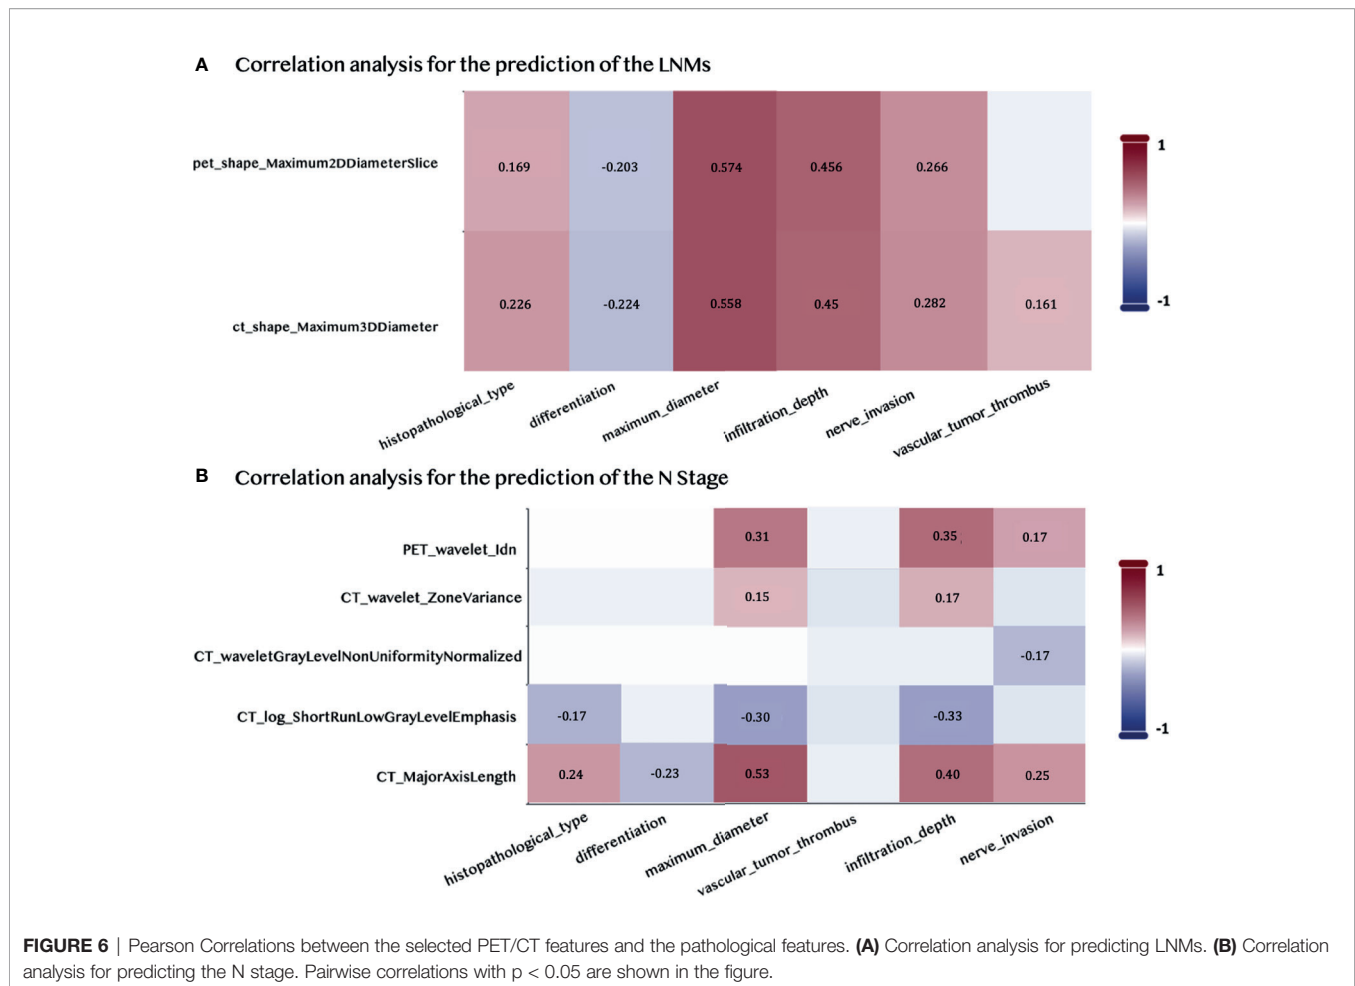 A Correlation analysis for the prediction of the LNMs
pet_shape_Maximum2DDiameterSlice
0.169 -0.203 0.574 0.456 0.266
ct_shape_Maximum3DDiameter
0.226 -0.224 0.558 0.45 0.282 0.161
1
-1
histopathological_type differentiation maximum_diameter infiltration_depth nerve_invasion vascular_tumor_thrombus
B Correlation analysis for the prediction of the N Stage
PET_wavelet_Idn 0.31 0.35 0.17
CT_wavelet_ZoneVariance 0.15 0.17
CT_waveletGrayLevelNonUniformityNormalized -0.17
CT_log_ShortRunLowGrayLevelEmphasis -0.17 -0.30 -0.33
CT_MajorAxisLength 0.24 -0.23 0.53 0.40 0.25
1
-1
histopathological_type differentiation maximum_diameter vascular_tumor_thrombus infiltration_depth nerve_invasion
FIGURE 6 | Pearson Correlations between the selected PET/CT features and the pathological features. (A) Correlation analysis for predicting LNMs. (B) Correlation
analysis for predicting the N stage. Pairwise correlations with p < 0.05 are shown in the figure.